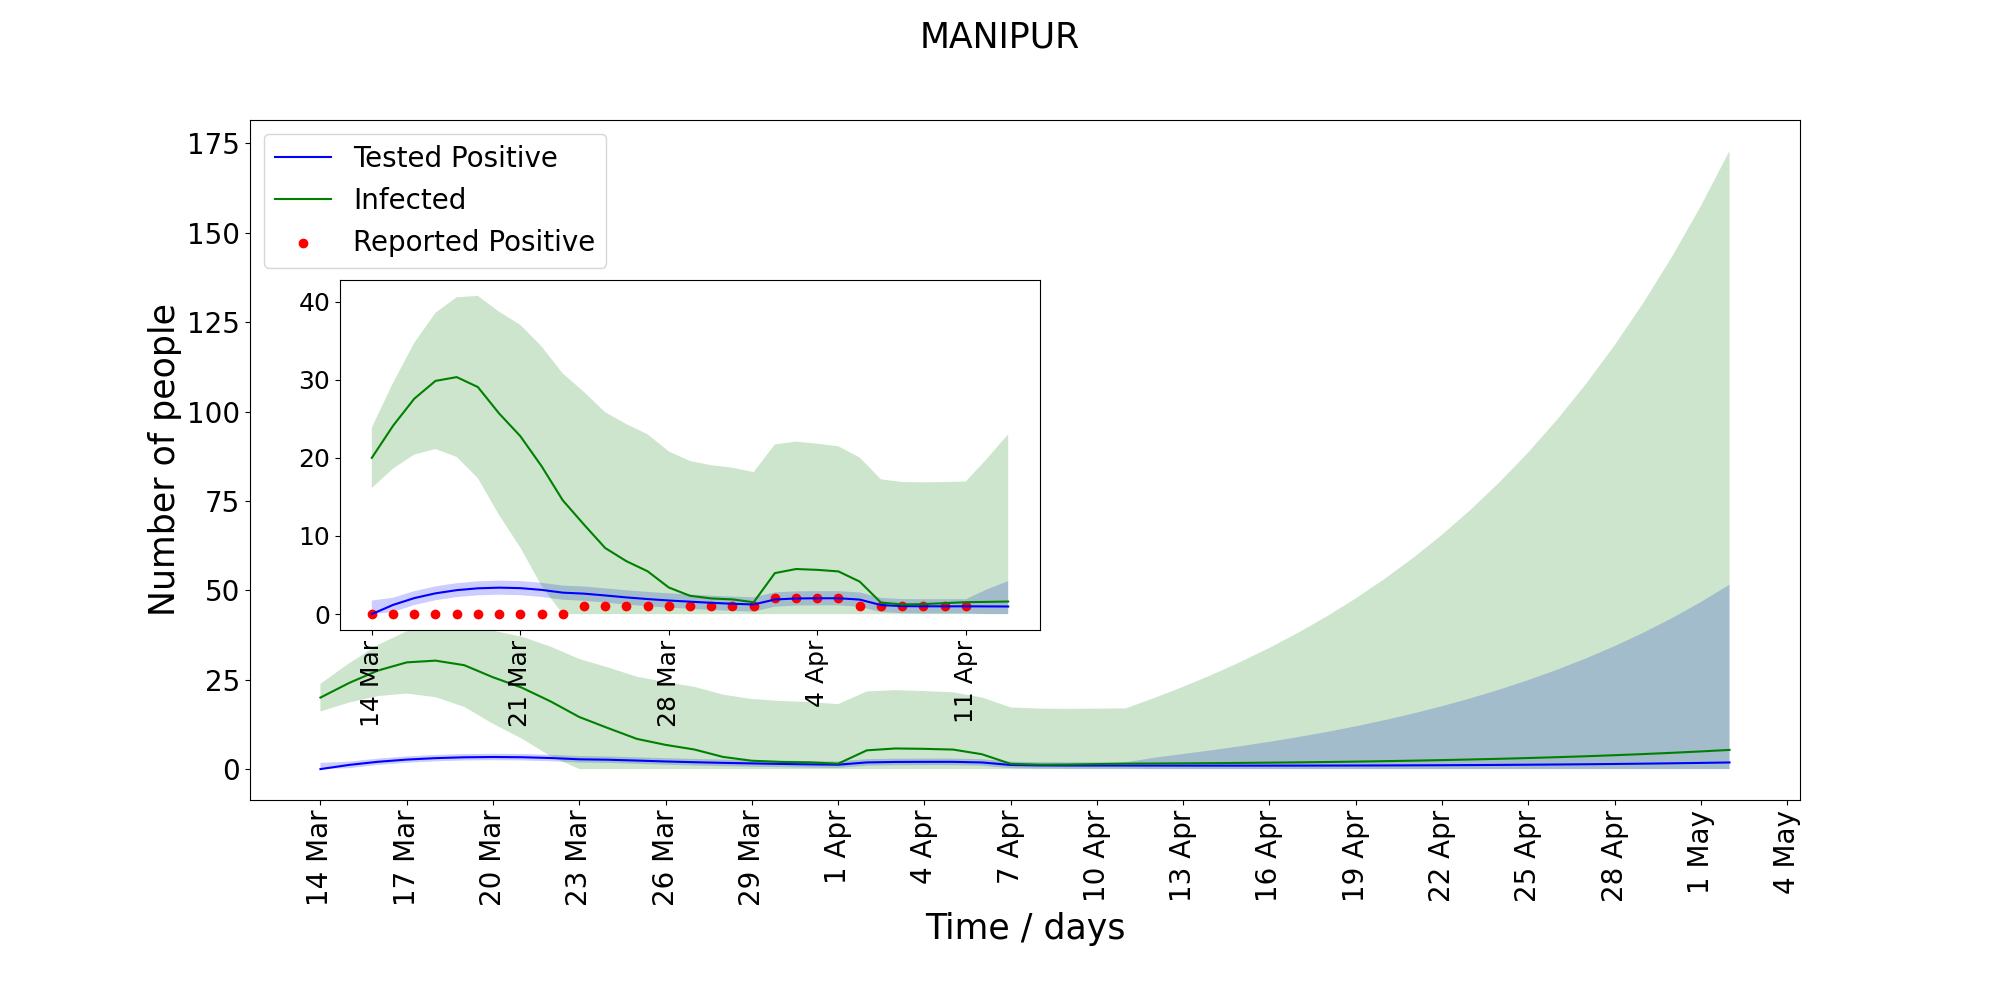 MANIPUR
Tested Positive
Infected
Reported Positive
Number of people
175
150
125
100
75
50
25
0
40
30
20
10
0
14 Mar
21 Mar
28 Mar
4 Apr
11 Apr
14 Mar
17 Mar
20 Mar
23 Mar
26 Mar
29 Mar
1 Apr
4 Apr
7 Apr
10 Apr
13 Apr
16 Apr
19 Apr
22 Apr
25 Apr
28 Apr
1 May
4 May
Time / days